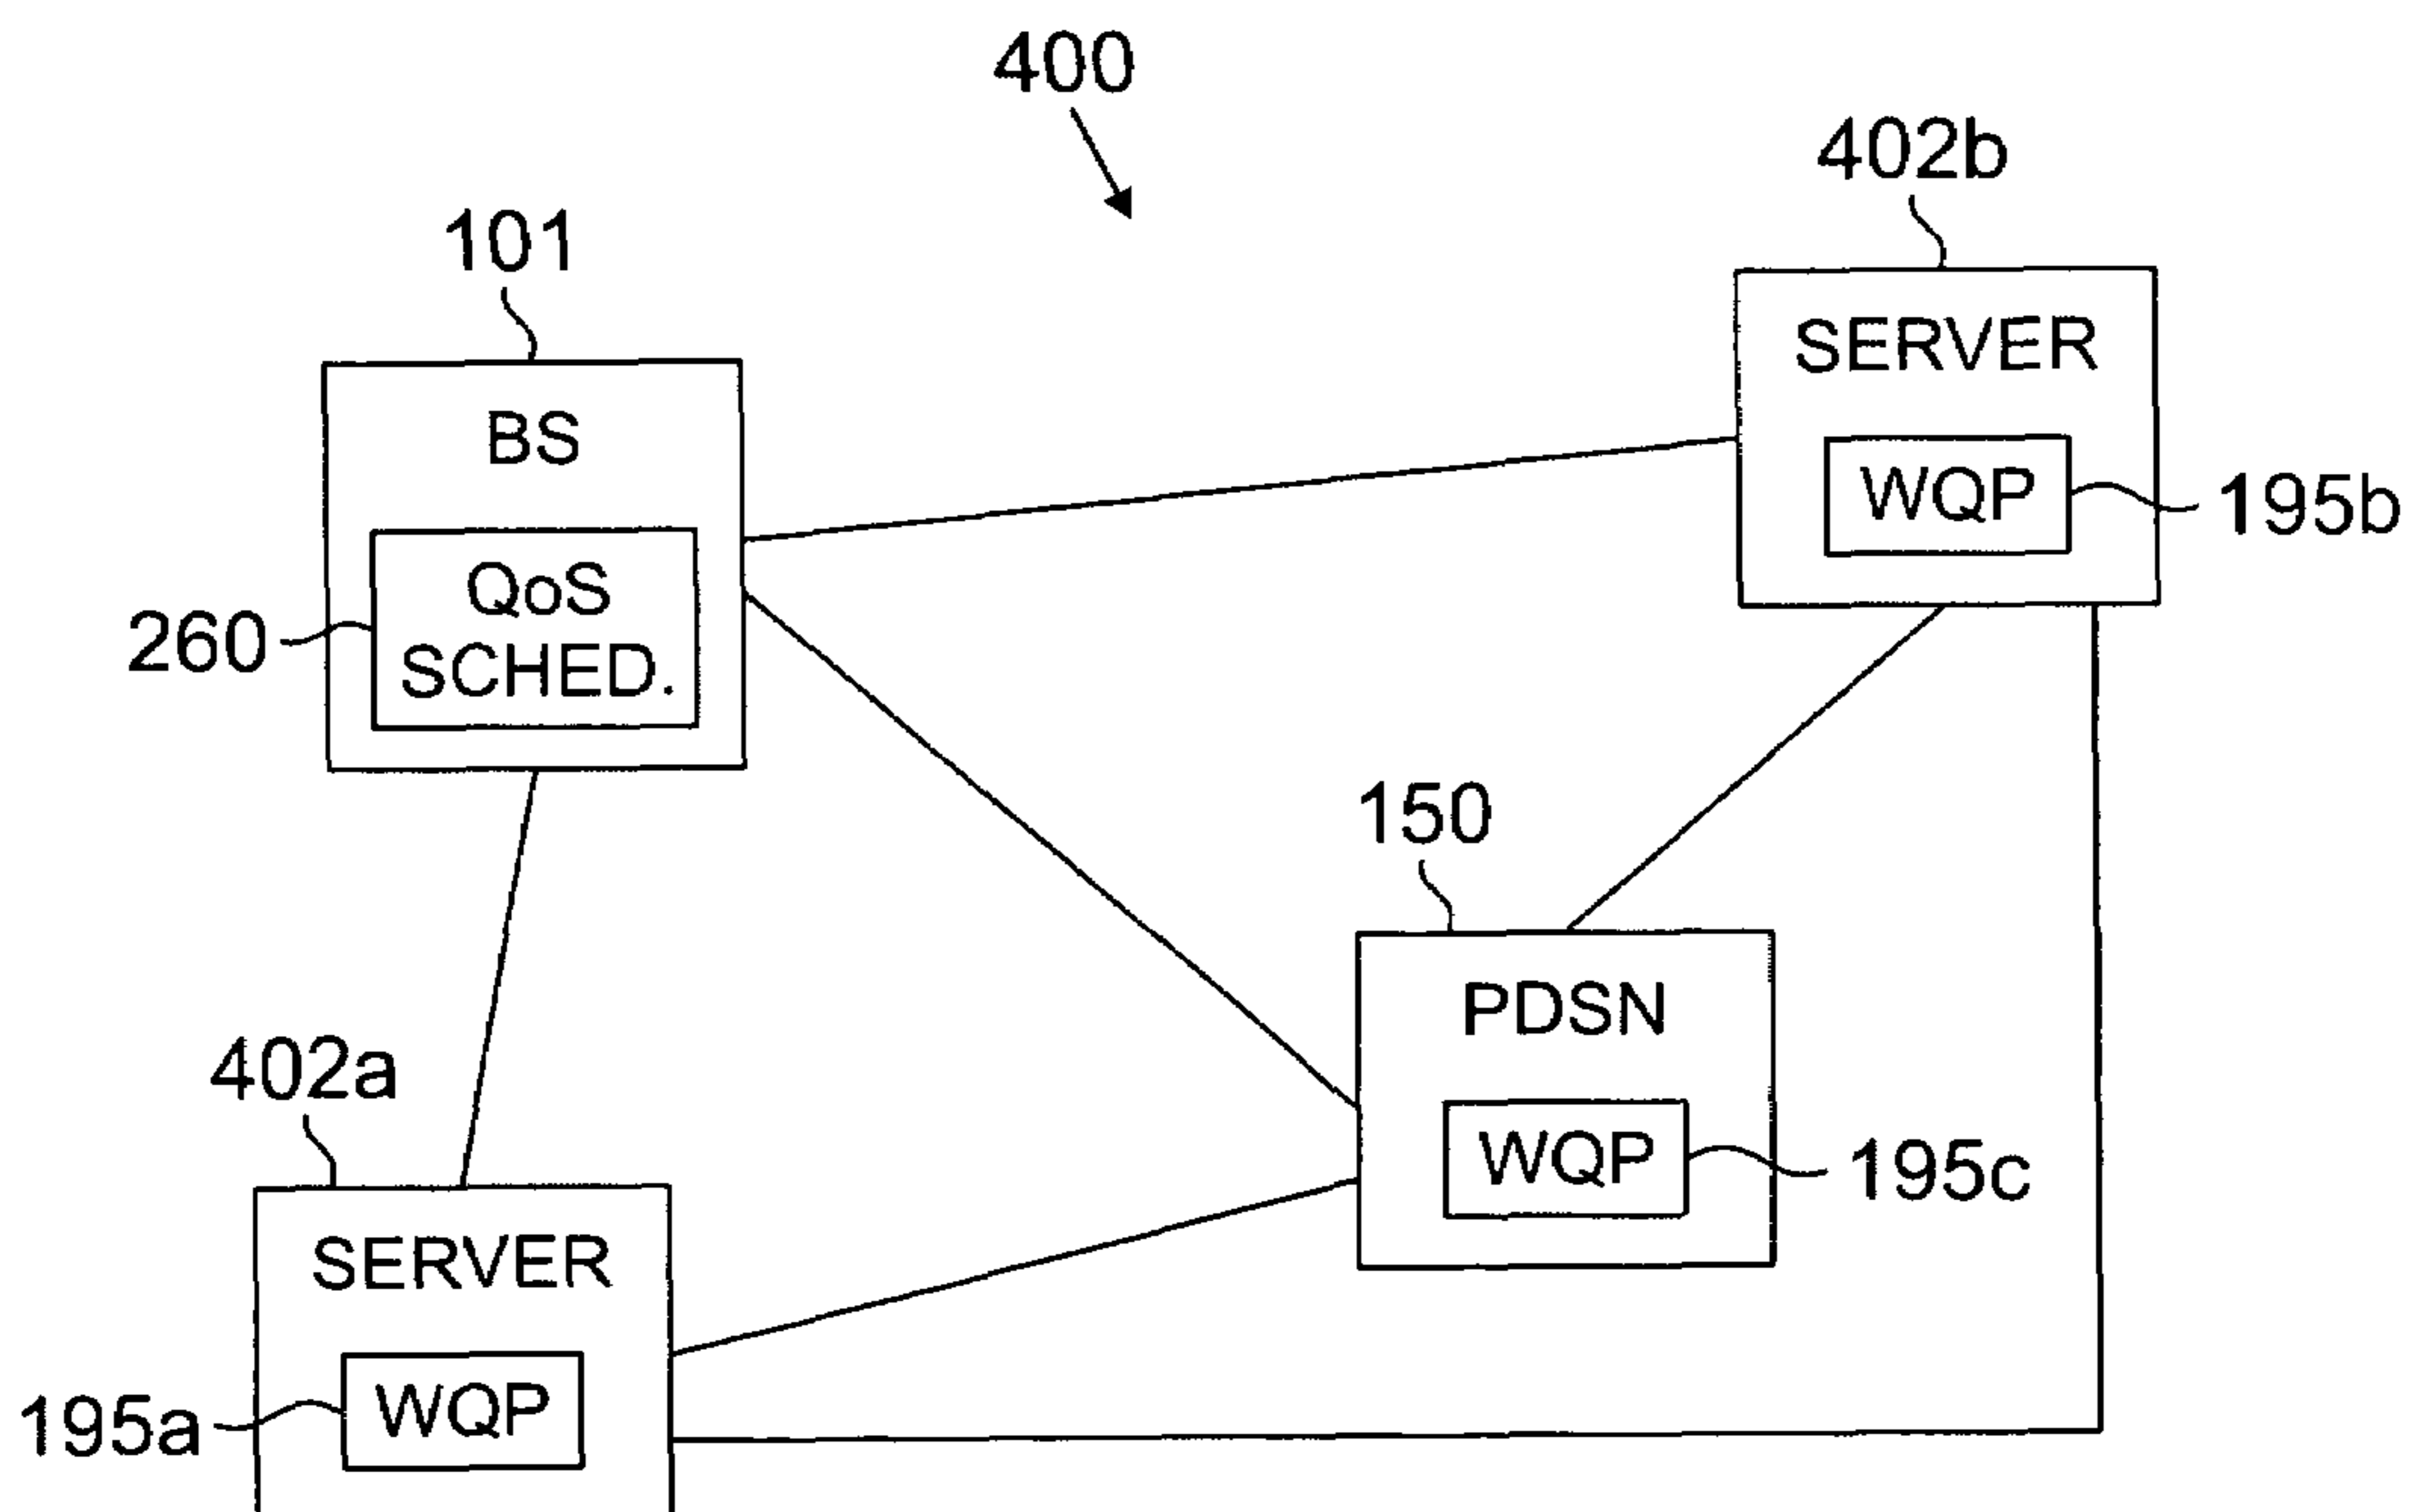 400
402b
101
SERVER
BS
WQP
195b
QoS
SCHED.
260
150
PDSN
402a
WQP
195c
SERVER
WQP
195a